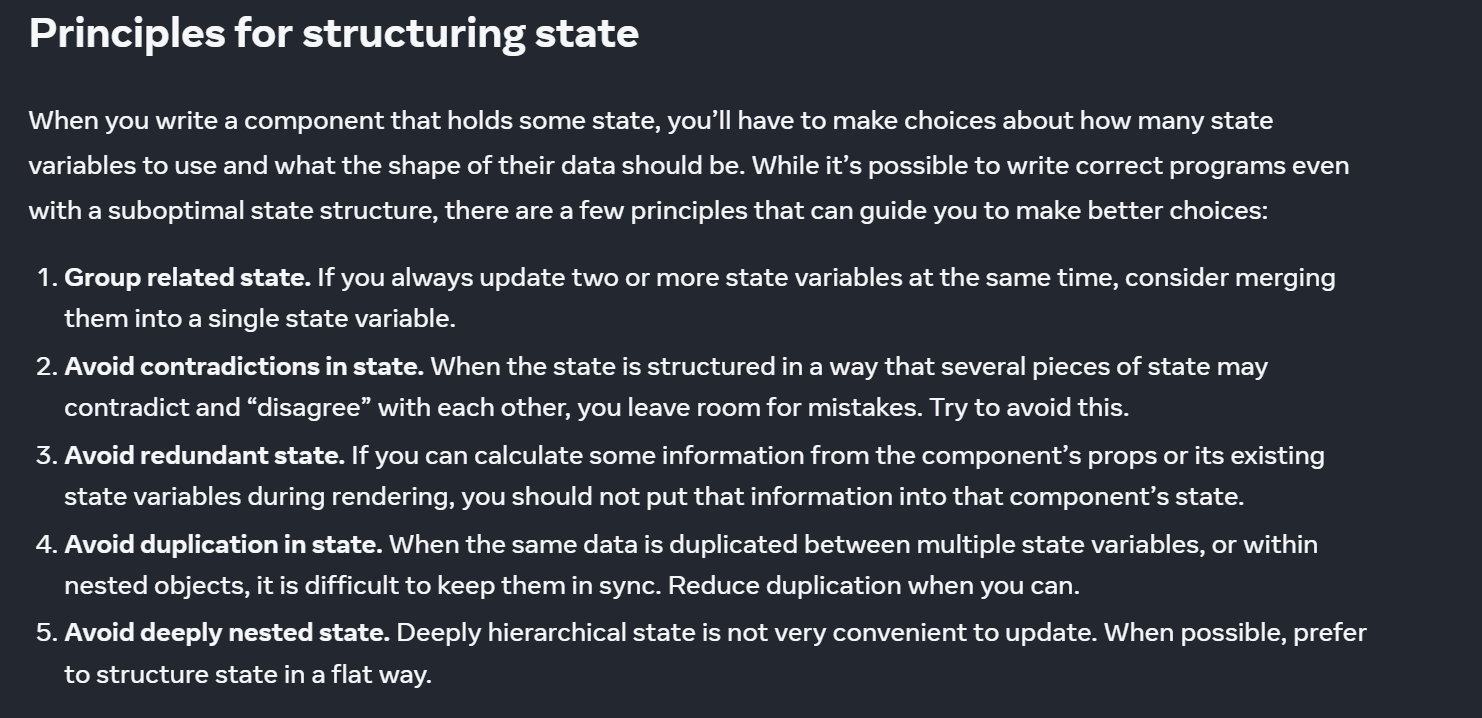 Principles for structuring state
When you write a component that holds some state, you’ll have to make choices about how many state
variables to use and what the shape of their data should be. While it’s possible to write correct programs even
with a suboptimal state structure, there are a few principles that can guide you to make better choices:
1. Group related state. If you always update two or more state variables at the same time, consider merging
them into a single state variable.
2. Avoid contradictions in state. When the state is structured in a way that several pieces of state may
contradict and “disagree” with each other, you leave room for mistakes. Try to avoid this.
3. Avoid redundant state. If you can calculate some information from the component’s props or its existing
state variables during rendering, you should not put that information into that component’s state.
4. Avoid duplication in state. When the same data is duplicated between multiple state variables, or within
nested objects, it is difficult to keep them in sync. Reduce duplication when you can.
5. Avoid deeply nested state. Deeply hierarchical state is not very convenient to update. When possible, prefer
to structure state in a flat way.